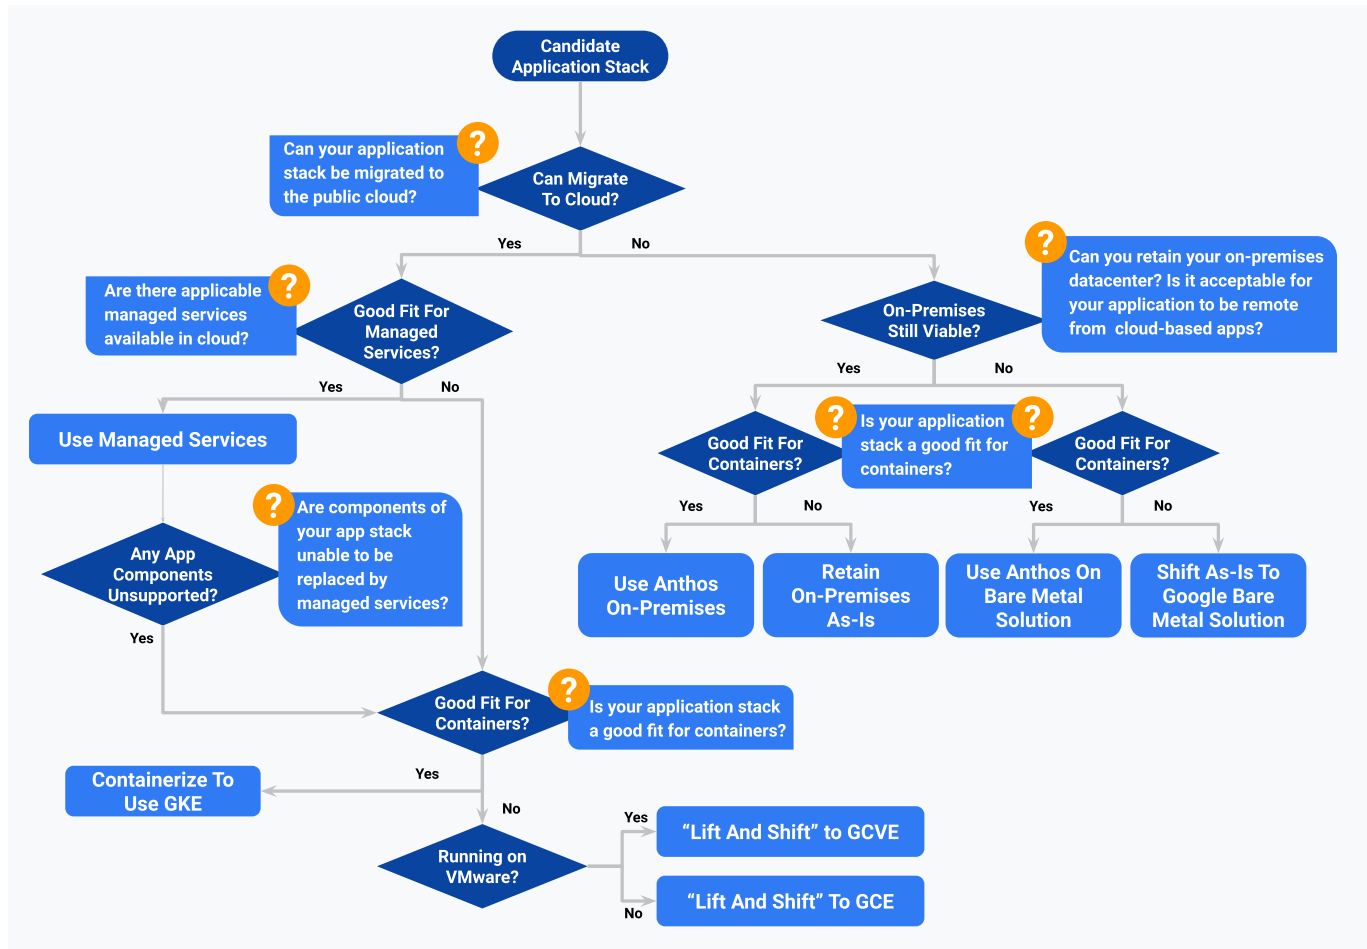 Candidate
Application Stack
?
Can your application
stack be migrated to
the public cloud?
Can Migrate
To Cloud?
Yes
No
?
Are there applicable
managed services
available in cloud?
Good Fit For
Managed
Services?
?
Can you retain your on-premises
datacenter? Is it acceptable for
your application to be remote
from cloud-based apps?
On-Premises
Still Viable?
Yes
No
Yes
No
Use Managed Services
Good Fit For
Containers?
?
Is your application
stack a good fit for
containers?
?
Good Fit For
Containers?
?
Are components of
your app stack
unable to be
replaced by
managed services?
Any App
Components
Unsupported?
Yes
Yes
No
Yes
No
Use Anthos
On-Premises
Retain
On-Premises
As-Is
Use Anthos On
Bare Metal
Solution
Shift As-Is To
Google Bare
Metal Solution
Good Fit For
Containers?
?
Is your application stack
a good fit for containers?
Yes
Containerize To
Use GKE
No
Running on
VMware?
Yes
“Lift And Shift” to GCVE
No
“Lift And Shift” To GCE